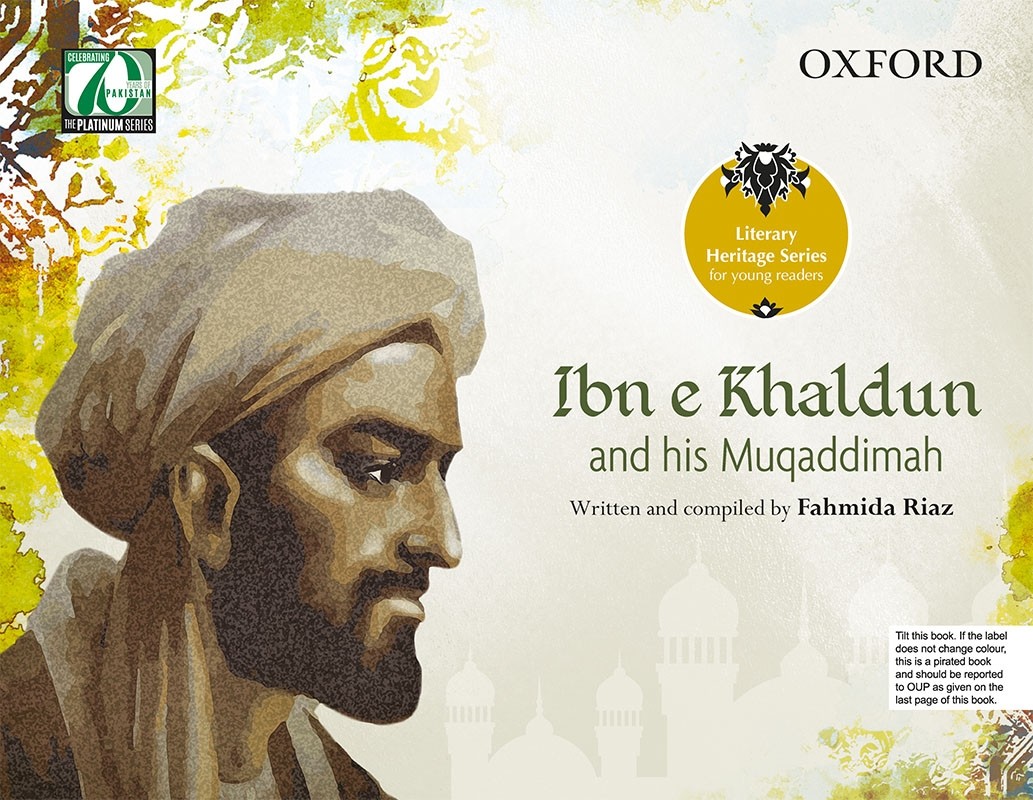 CELEBRATING
70
YEARS OF
PAKISTAN
THE PLATINUM SERIES
OXFORD
Literary
Heritage Series
for young readers
Ibn e Khaldun
and his Muqaddimah
Written and compiled by Fahmida Riaz
Tilt this book. If the label
does not change colour,
this is a pirated book
and should be reported
to OUP as given on the
last page of this book.